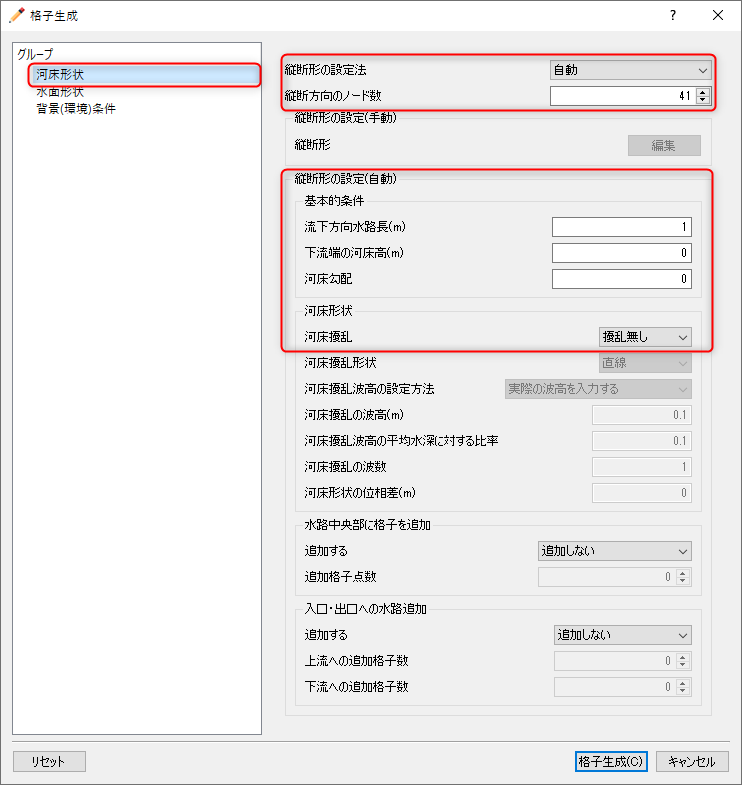 格子生成
?
グループ
河床形状
水面形状
背景(環境)条件
縦断形の設定法 自動
縦断方向のノード数 41
縦断形の設定(手動)
縦断形 編集
縦断形の設定(自動)
基本的条件
流下方向水路長(m) 1
下流端の河床高(m) 0
河床勾配 0
河床形状
河床擾乱 擾乱無し
河床擾乱形状 直線
河床擾乱波高の設定方法 実際の波高を入力する
河床擾乱の波高(m) 0.1
河床擾乱波高の平均水深に対する比率 0.1
河床擾乱の波数 1
河床形状の位相差(m) 0
水路中央部に格子を追加
追加する 追加しない
追加格子点数 0
入口・出口への水路追加
追加する 追加しない
上流への追加格子数 0
下流への追加格子数 0
リセット 格子生成(C) キャンセル